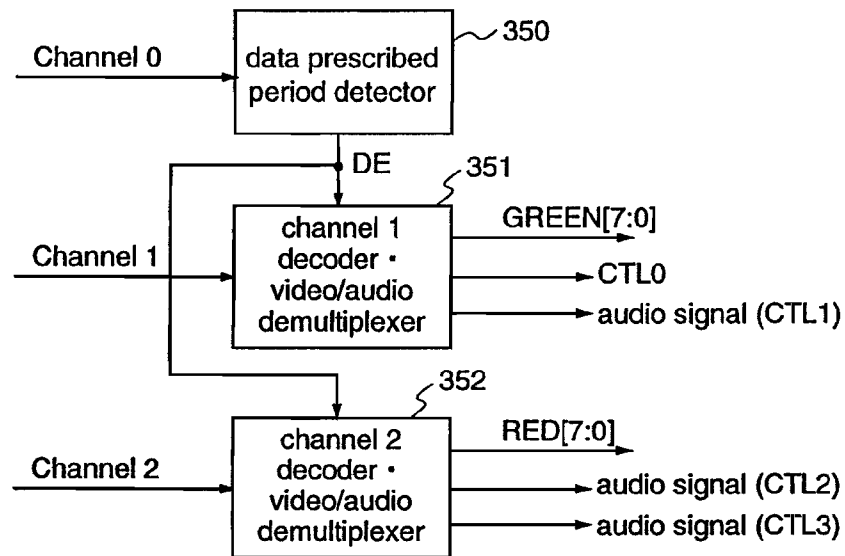 350
Channel 0
data prescribed
period detector
DE
351
Channel 1
channel 1
decoder・
video/audio
demultiplexer
GREEN[7:0]
CTL0
audio signal (CTL1)
352
Channel 2
channel 2
decoder・
video/audio
demultiplexer
RED[7:0]
audio signal (CTL2)
audio signal (CTL3)